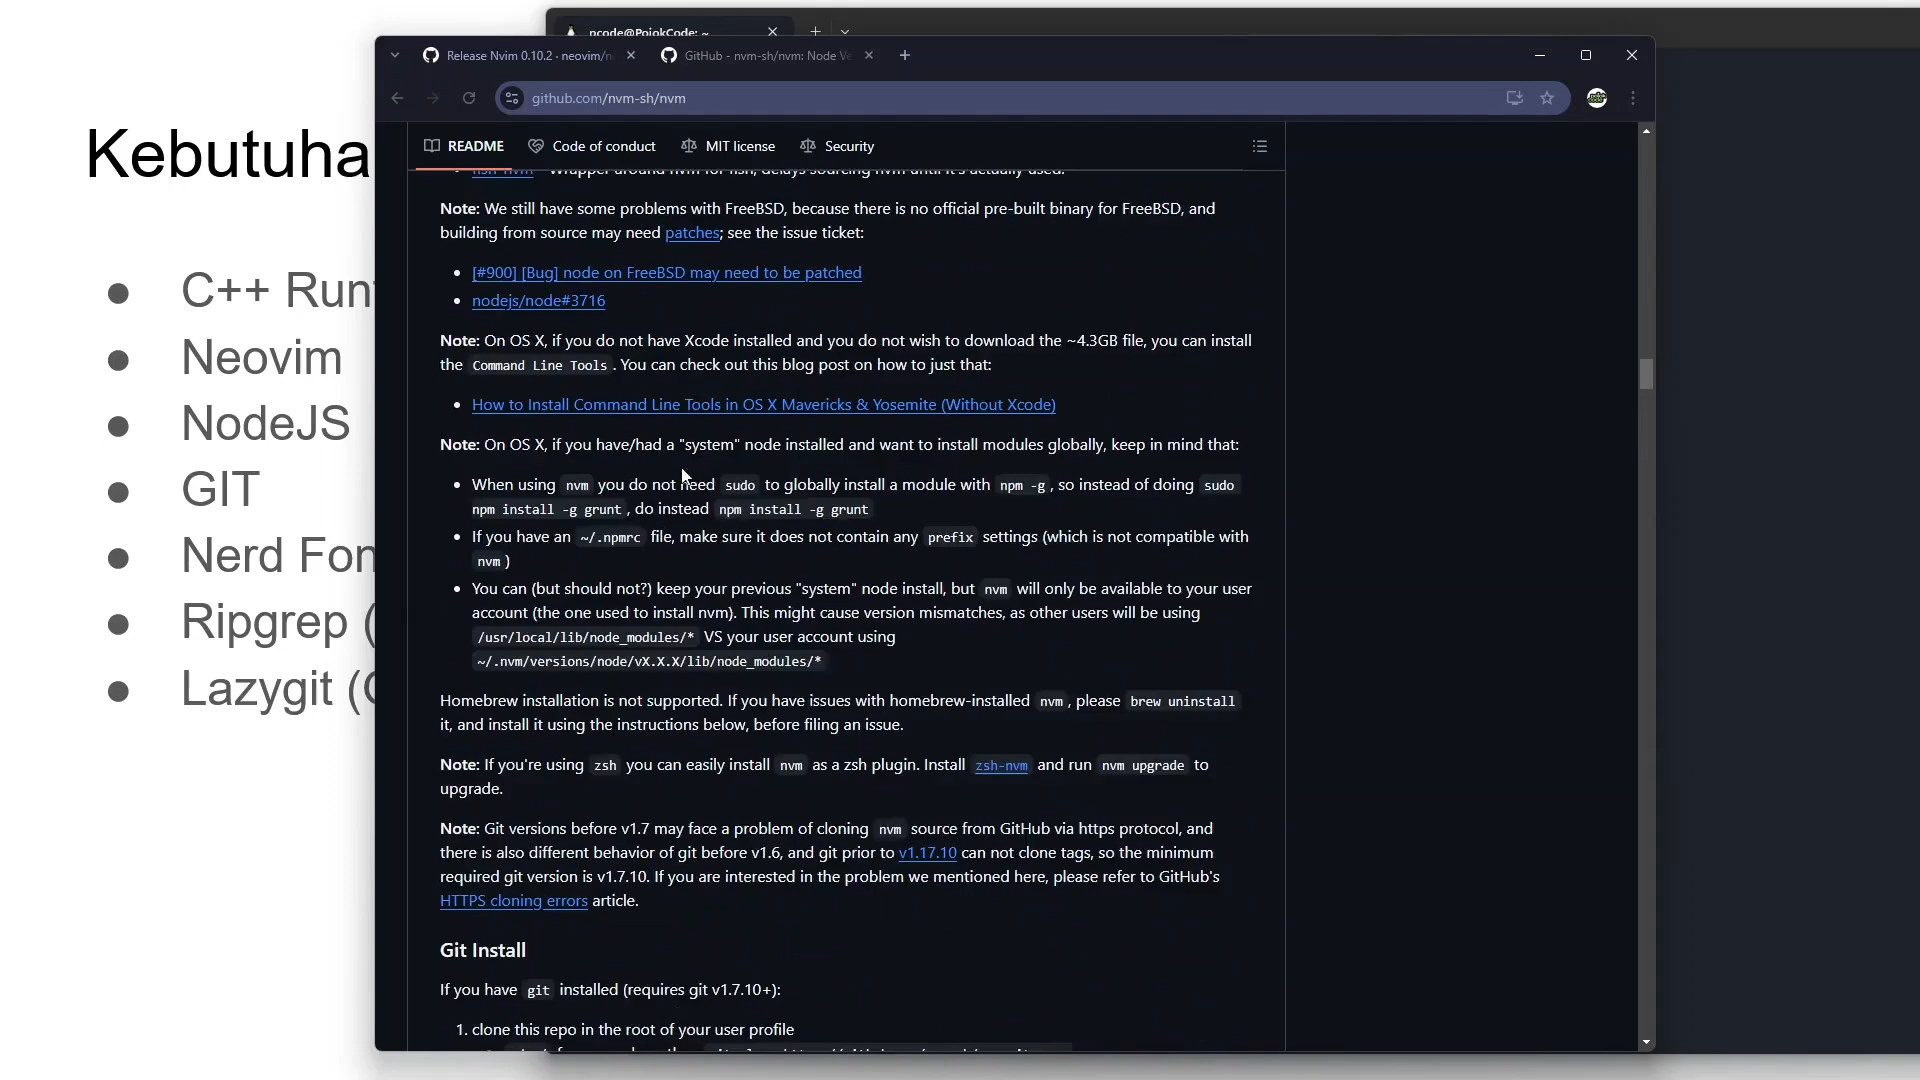 ncode@PojokCode: ~
Release Nvim 0.10.2 · neovim/n
GitHub - nvm-sh/nvm: Node Ve
github.com/nvm-sh/nvm
README
Code of conduct
MIT license
Security
Kebutuha
C++ Run
Neovim
NodeJS
GIT
Nerd Fon
Ripgrep (
Lazygit (
fish-nvm - Wrapper around nvm for fish, delays sourcing nvm until it's actually used.
Note: We still have some problems with FreeBSD, because there is no official pre-built binary for FreeBSD, and
building from source may need patches; see the issue ticket:
[#900] [Bug] node on FreeBSD may need to be patched
nodejs/node#3716
Note: On OS X, if you do not have Xcode installed and you do not wish to download the ~4.3GB file, you can install
the Command Line Tools. You can check out this blog post on how to just that:
How to Install Command Line Tools in OS X Mavericks & Yosemite (Without Xcode)
Note: On OS X, if you have/had a "system" node installed and want to install modules globally, keep in mind that:
When using nvm you do not need sudo to globally install a module with npm -g, so instead of doing sudo
npm install -g grunt, do instead npm install -g grunt
If you have an ~/.npmrc file, make sure it does not contain any prefix settings (which is not compatible with
nvm)
You can (but should not?) keep your previous "system" node install, but nvm will only be available to your user
account (the one used to install nvm). This might cause version mismatches, as other users will be using
/usr/local/lib/node_modules/* VS your user account using
~/.nvm/versions/node/vX.X.X/lib/node_modules/*
Homebrew installation is not supported. If you have issues with homebrew-installed nvm, please brew uninstall
it, and install it using the instructions below, before filing an issue.
Note: If you're using zsh you can easily install nvm as a zsh plugin. Install zsh-nvm and run nvm upgrade to
upgrade.
Note: Git versions before v1.7 may face a problem of cloning nvm source from GitHub via https protocol, and
there is also different behavior of git before v1.6, and git prior to v1.17.10 can not clone tags, so the minimum
required git version is v1.7.10. If you are interested in the problem we mentioned here, please refer to GitHub's
HTTPS cloning errors article.
Git Install
If you have git installed (requires git v1.7.10+):
1. clone this repo in the root of your user profile